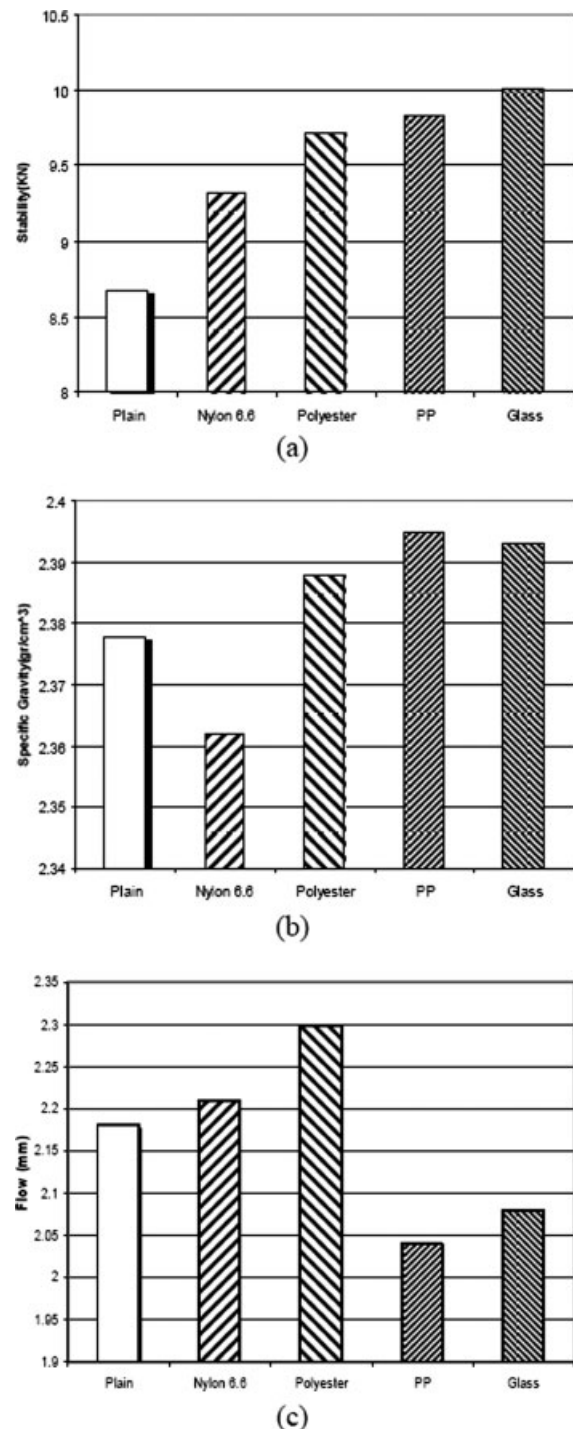 10.5
10
9.5
9
8.5
8
Stability(KN)
Plain Nylon 6.6 Polyester PP Glass
(a)
2.4
2.39
2.38
2.37
2.36
2.35
2.34
Specific Gravity(gr/cm^3)
Plain Nylon 6.6 Polyester PP Glass
(b)
2.35
2.3
2.25
2.2
2.15
2.1
2.05
2
1.95
1.9
Flow (mm)
Plain Nylon 6.6 Polyester PP Glass
(c)